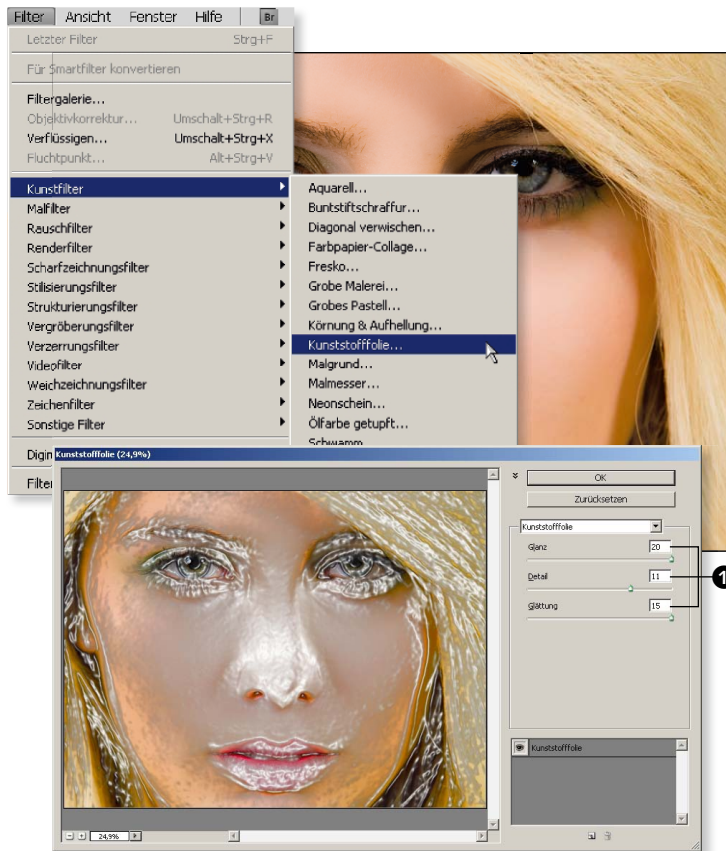 Filter Ansicht Fenster Hilfe Br
Letzter Filter Strg+F
Für Smartfilter konvertieren
Filtergalerie...
Objektivkorrektur... Umschalt+Strg+R
Verflüssigen... Umschalt+Strg+X
Fluchtpunkt... Alt+Strg+V
Kunstfilter
Malfilter
Rauschfilter
Renderfilter
Scharfzeichnungsfilter
Stilisierungsfilter
Strukturierungsfilter
Vergröberungsfilter
Verzerrungsfilter
Videofilter
Weichzeichnungsfilter
Zeichenfilter
Sonstige Filter
Digim
Filter
Aquarell...
Buntstiftschraffur...
Diagonal verwischen...
Farbpapier-Collage...
Fresko...
Grobe Malerei...
Grobes Pastell...
Körnung & Aufhellung...
Kunststofffolie...
Malgrund...
Malmesser...
Neonschein...
Ölfarbe getupft...
Schwamm
Kunststofffolie (24,9%)
OK
Zurücksetzen
Kunststofffolie
Glanz 20
Detail 11
Glättung 15
1
Kunststofffolie
24,9%